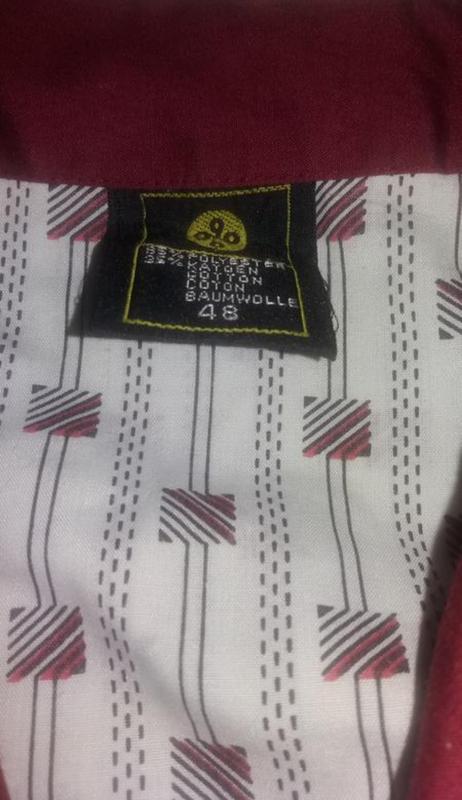 POLYESTER
KATOEN
COTTON
COTON
BAUMWOLLE
48